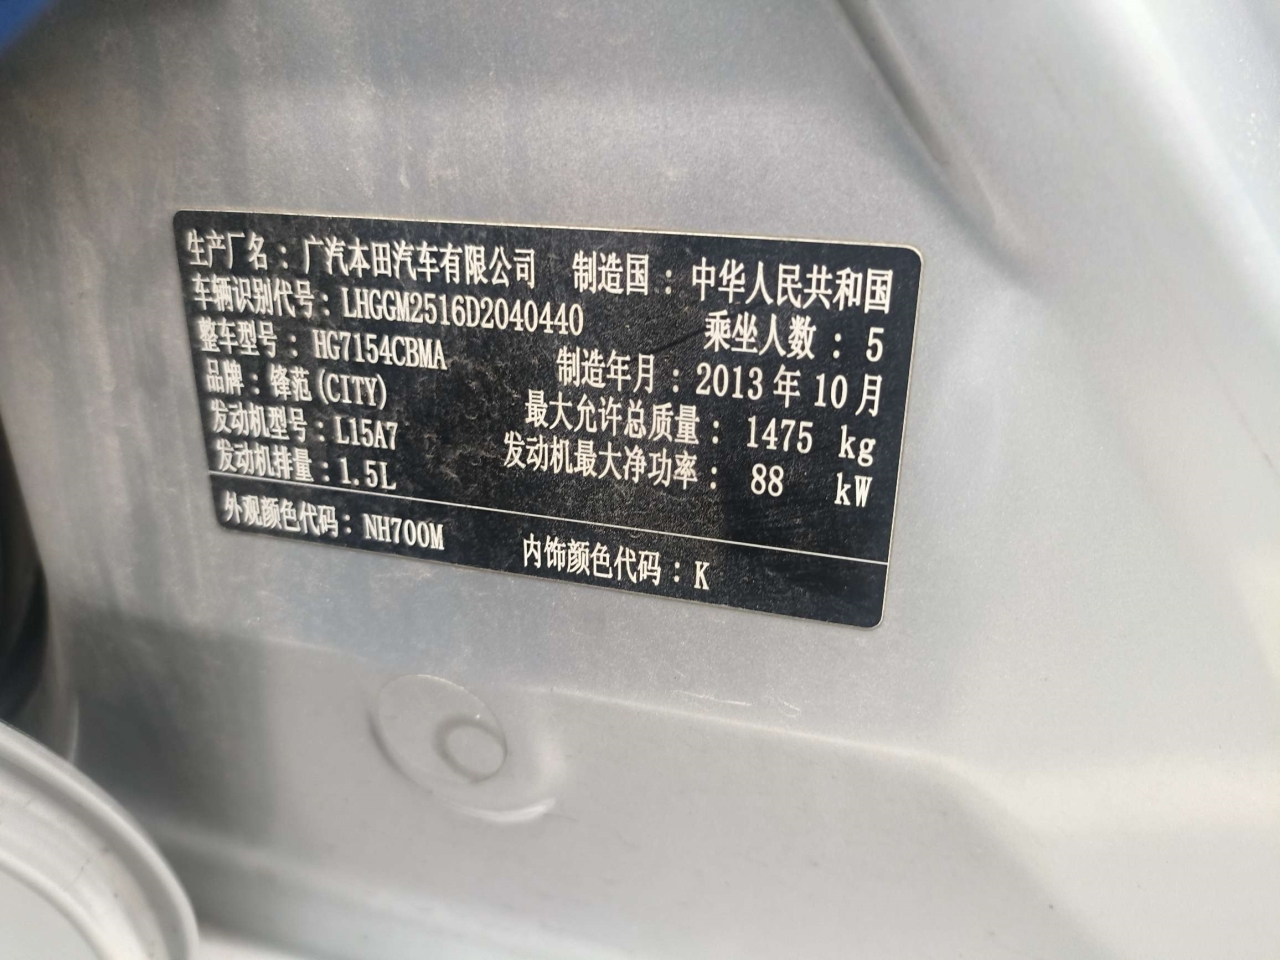 生产厂名：广汽本田汽车有限公司 制造国：中华人民共和国
车辆识别代号：LHGGM2516D2040440 乘坐人数：5
整车型号：HG7154CBMA 制造年月：2013年10月
品牌：锋范(CITY) 最大允许总质量：1475 kg
发动机型号：L15A7 发动机最大净功率：88 kW
发动机排量：1.5L
外观颜色代码：NH700M 内饰颜色代码：K